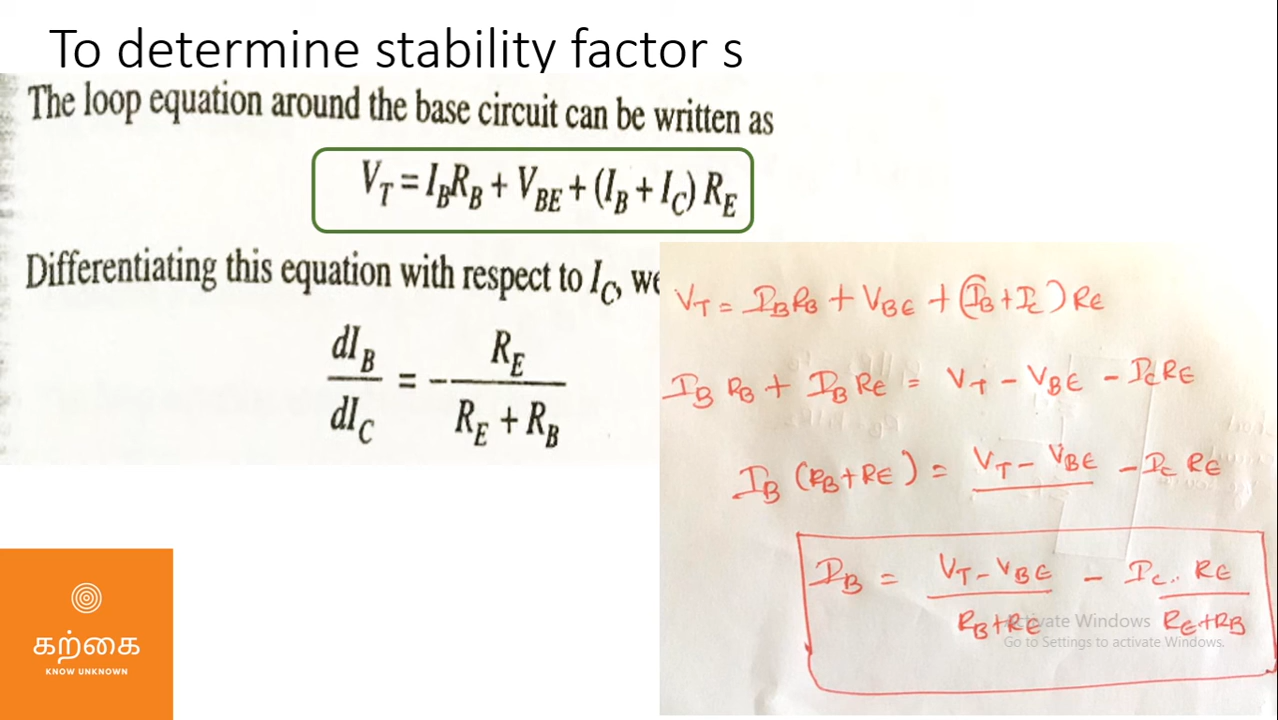 To determine stability factor s
The loop equation around the base circuit can be written as
V_T = I_B R_B + V_BE + (I_B + I_C) R_E
Differentiating this equation with respect to I_C, we
dI_B / dI_C = - R_E / (R_E + R_B)
V_T = I_B R_B + V_BE + (I_B + I_C) R_E
I_B R_B + I_B R_E = V_T - V_BE - I_C R_E
I_B (R_B + R_E) = V_T - V_BE - I_C R_E
I_B = (V_T - V_BE) / (R_B + R_E) - I_C . R_E / (R_E + R_B)
Activate Windows
Go to Settings to activate Windows.
கற்கை
KNOW UNKNOWN